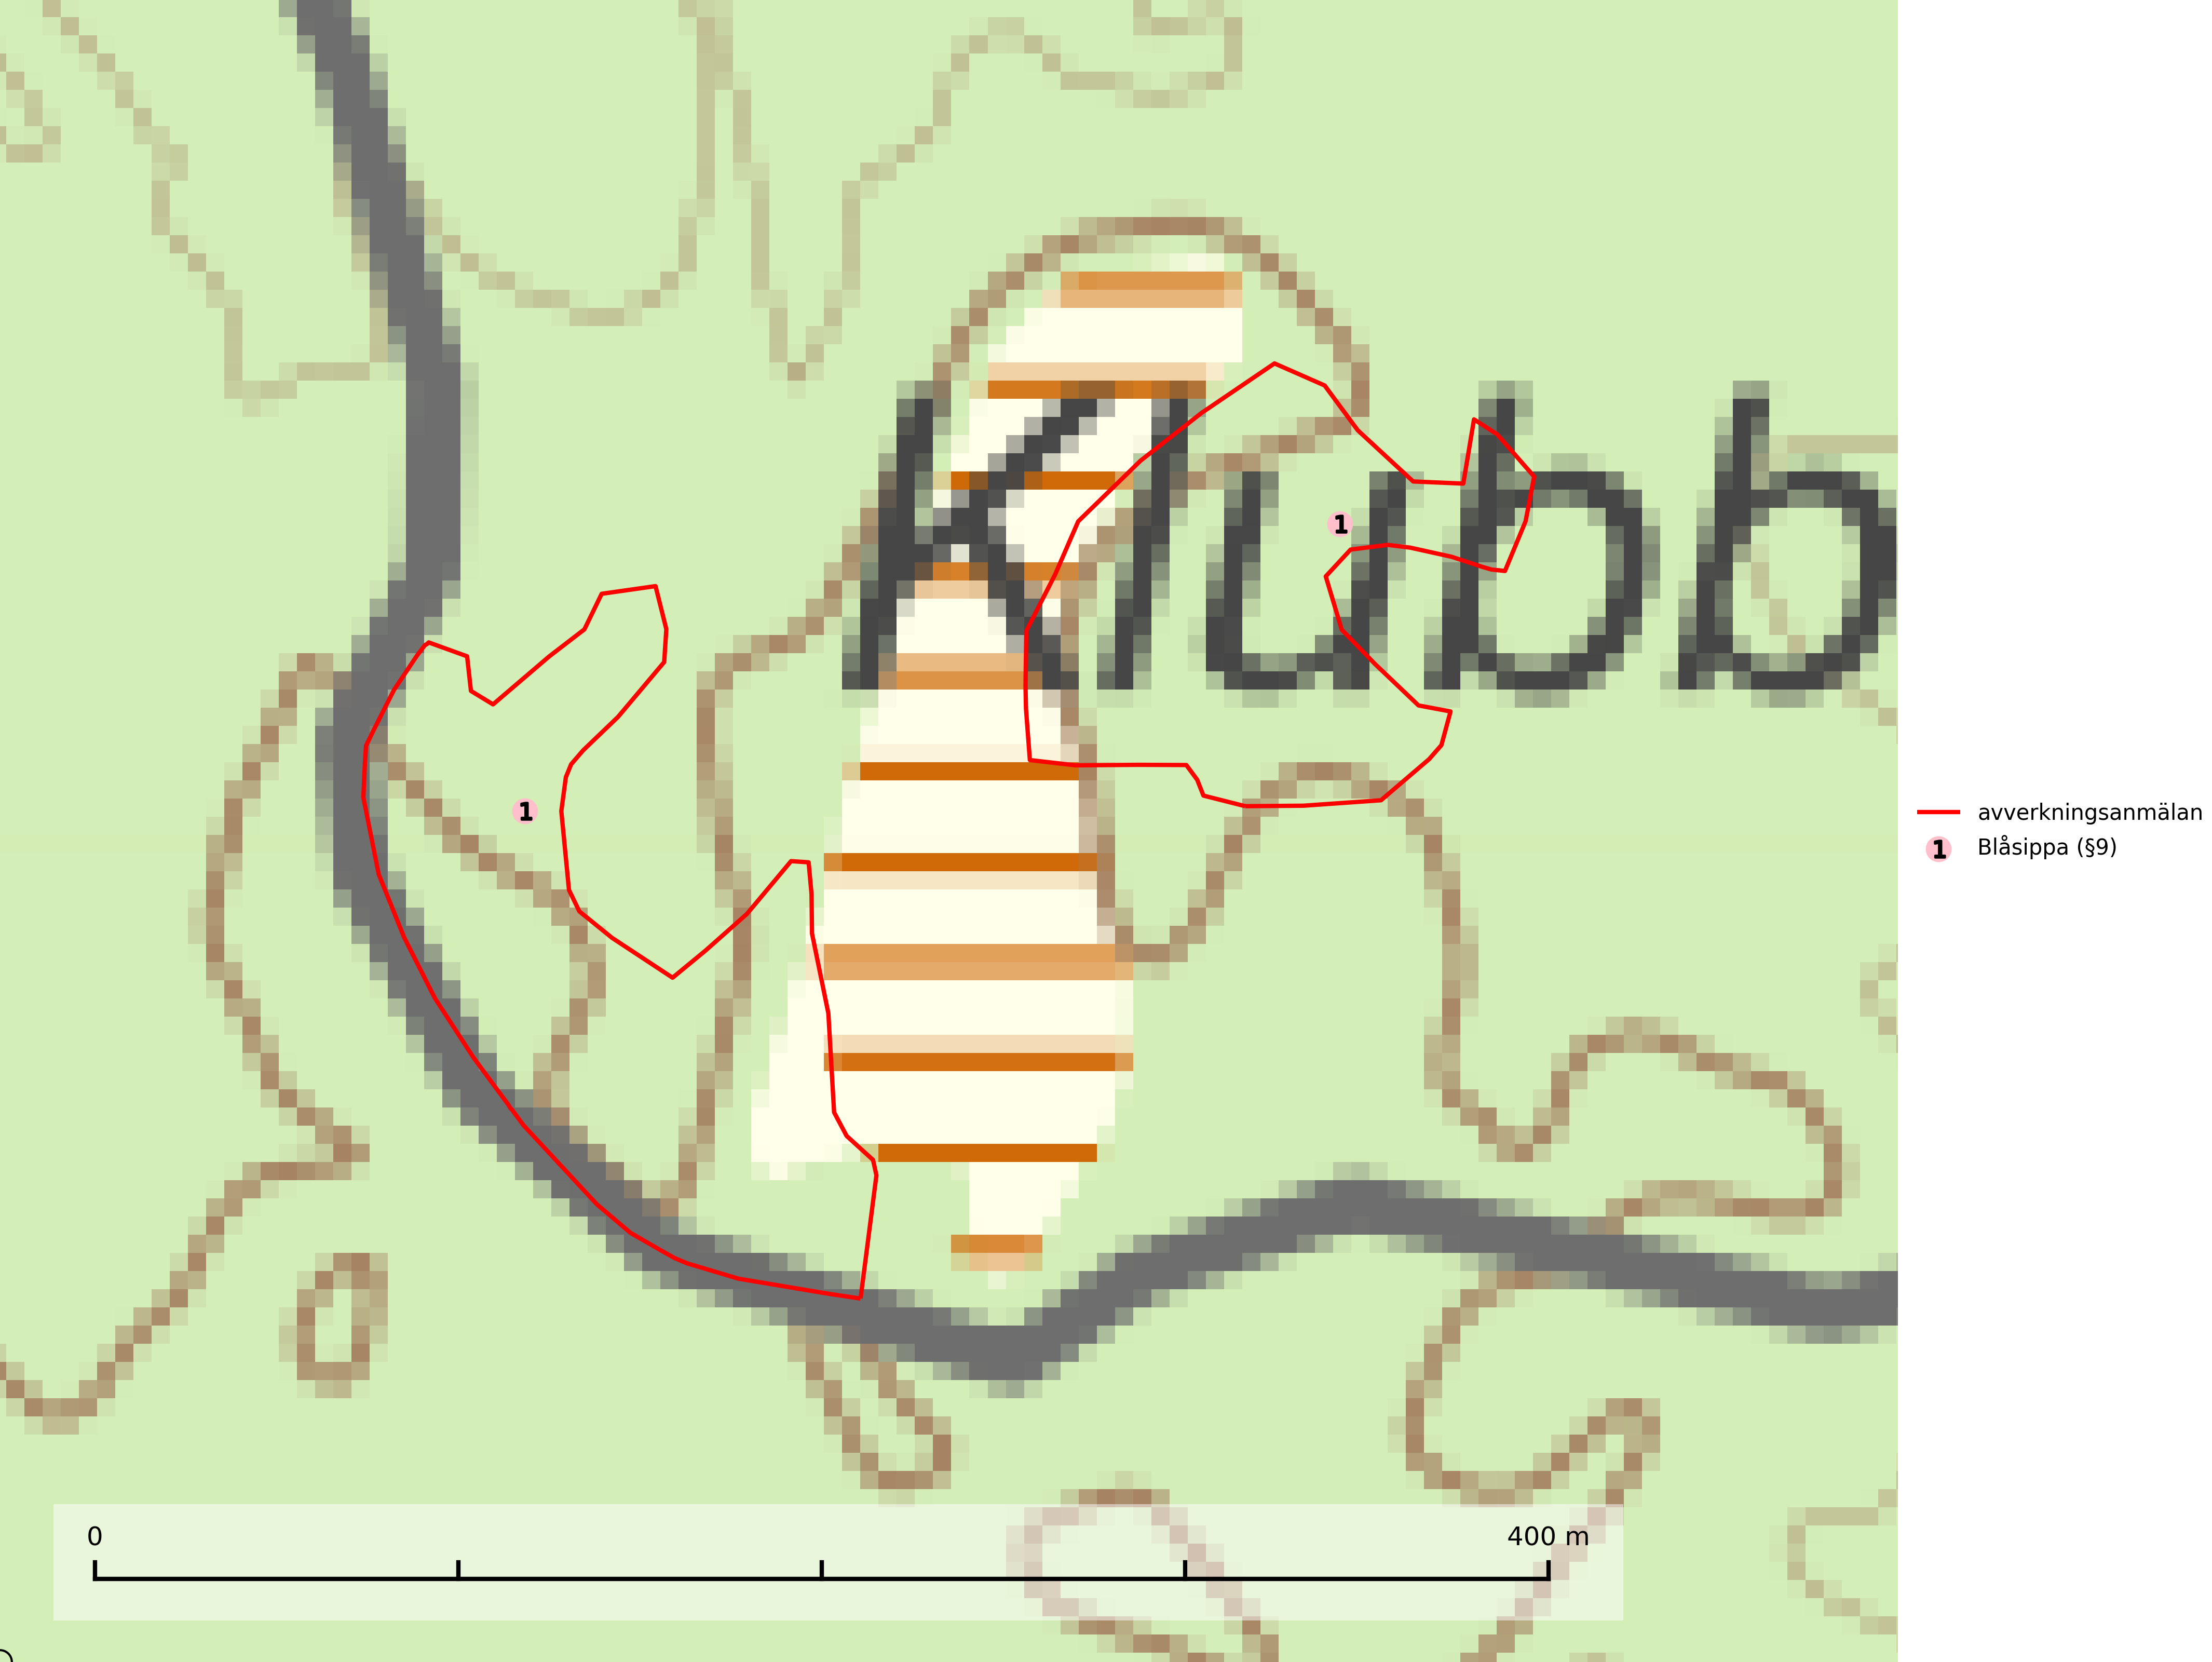 Klubb
1
1
avverkningsanmälan
1 Blåsippa (§9)
0 400 m